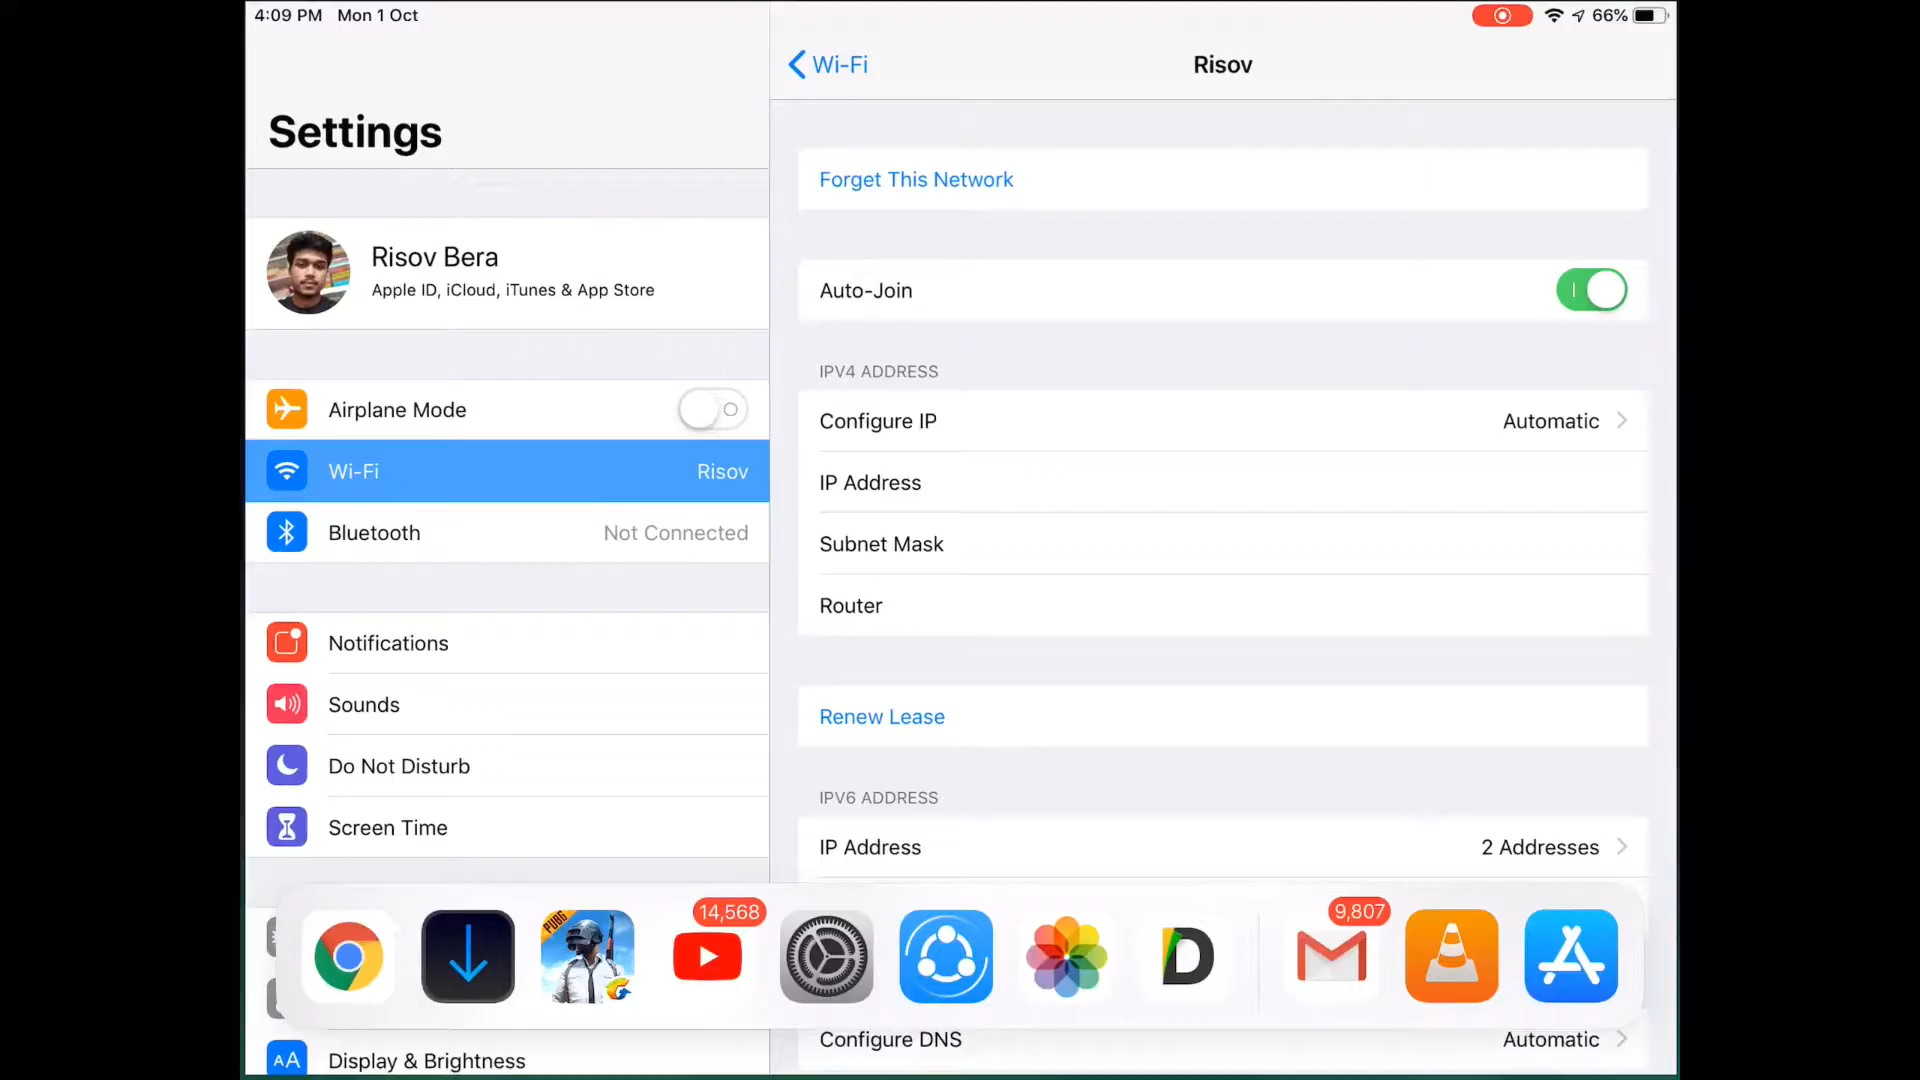 4:09 PM Mon 1 Oct
66%
Settings
Risov Bera
Apple ID, iCloud, iTunes & App Store
Airplane Mode
Wi-Fi Risov
Bluetooth Not Connected
Notifications
Sounds
Do Not Disturb
Screen Time
Display & Brightness
Wi-Fi
Risov
Forget This Network
Auto-Join
IPV4 ADDRESS
Configure IP Automatic
IP Address
Subnet Mask
Router
Renew Lease
IPV6 ADDRESS
IP Address 2 Addresses
Configure DNS Automatic
PUBG
14,568
D
9,807
AA